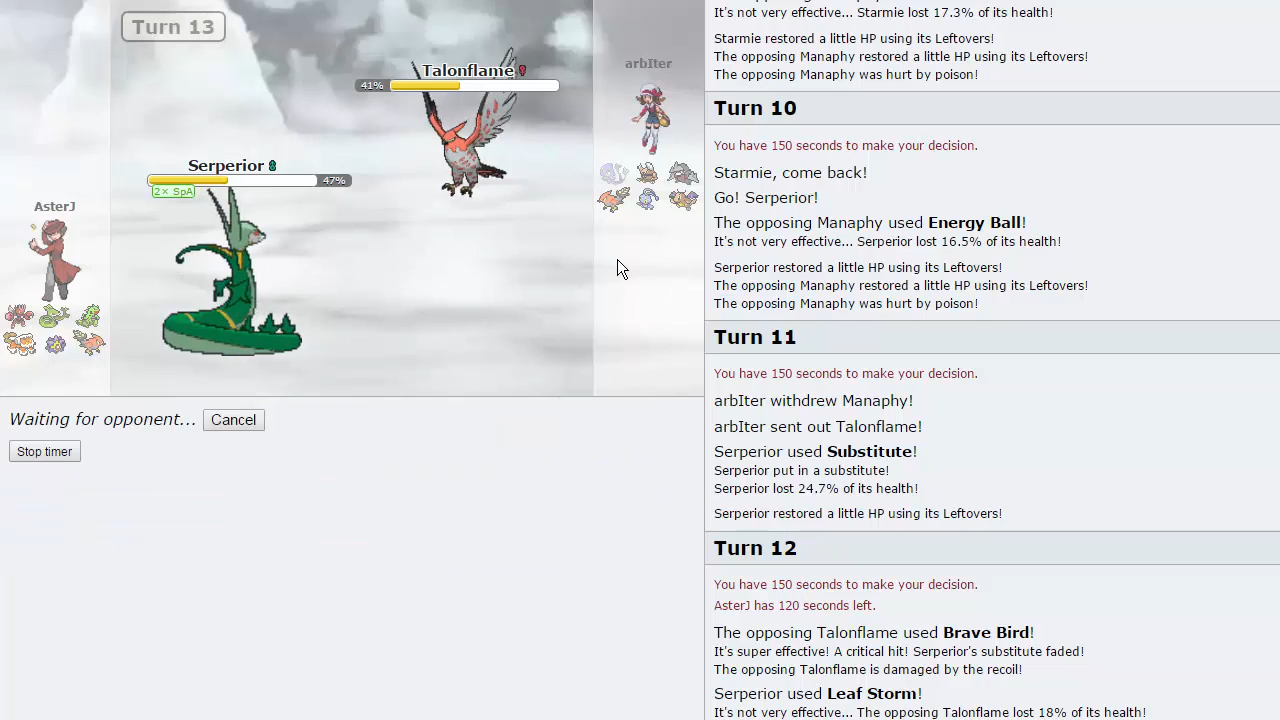 Turn 13
Talonflame
41%
arbIter
Serperior
47%
2× SpA
AsterJ
Waiting for opponent...
Cancel
Stop timer
It's not very effective... Starmie lost 17.3% of its health!
Starmie restored a little HP using its Leftovers!
The opposing Manaphy restored a little HP using its Leftovers!
The opposing Manaphy was hurt by poison!
Turn 10
You have 150 seconds to make your decision.
Starmie, come back!
Go! Serperior!
The opposing Manaphy used Energy Ball!
It's not very effective... Serperior lost 16.5% of its health!
Serperior restored a little HP using its Leftovers!
The opposing Manaphy restored a little HP using its Leftovers!
The opposing Manaphy was hurt by poison!
Turn 11
You have 150 seconds to make your decision.
arbIter withdrew Manaphy!
arbIter sent out Talonflame!
Serperior used Substitute!
Serperior put in a substitute!
Serperior lost 24.7% of its health!
Serperior restored a little HP using its Leftovers!
Turn 12
You have 150 seconds to make your decision.
AsterJ has 120 seconds left.
The opposing Talonflame used Brave Bird!
It's super effective! A critical hit! Serperior's substitute faded!
The opposing Talonflame is damaged by the recoil!
Serperior used Leaf Storm!
It's not very effective... The opposing Talonflame lost 18% of its health!